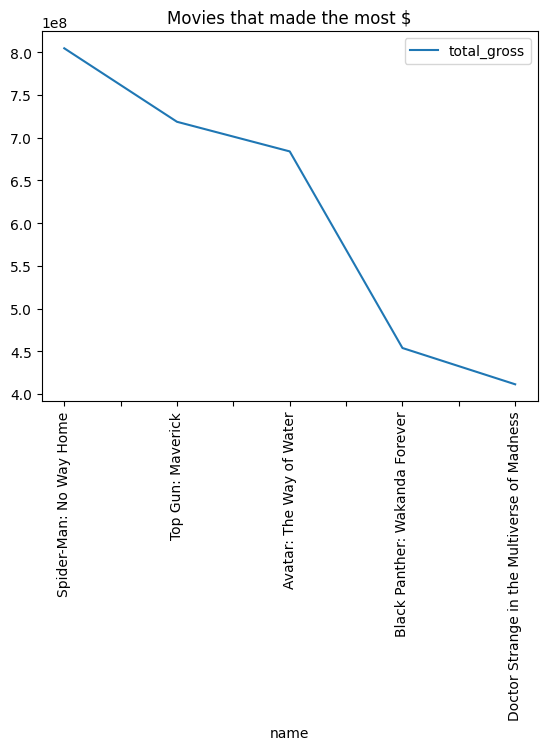 Movies that made the most $
1e8
total_gross
8.0
7.5
7.0
6.5
6.0
5.5
5.0
4.5
4.0
Spider-Man: No Way Home
Top Gun: Maverick
Avatar: The Way of Water
Black Panther: Wakanda Forever
Doctor Strange in the Multiverse of Madness
name